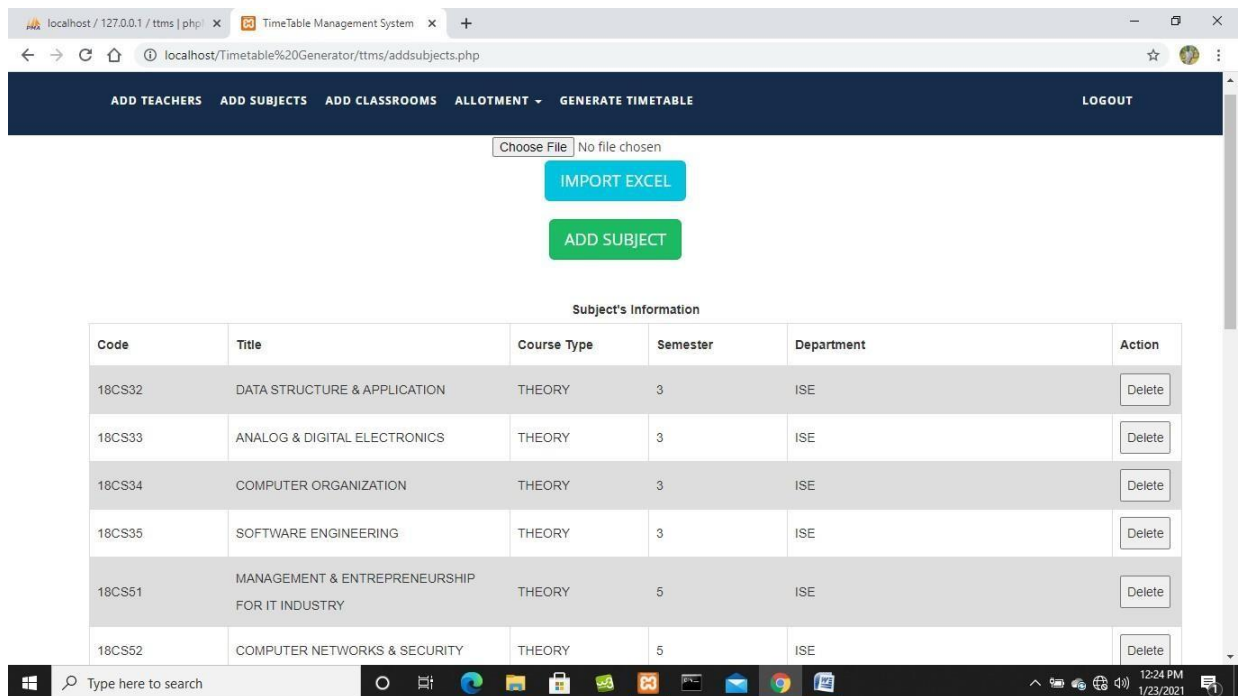 localhost / 127.0.0.1 / ttms | php
TimeTable Management System
localhost/Timetable%20Generator/ttms/addsubjects.php
ADD TEACHERS ADD SUBJECTS ADD CLASSROOMS ALLOTMENT GENERATE TIMETABLE LOGOUT
Choose File No file chosen
IMPORT EXCEL
ADD SUBJECT
Subject's Information
Code Title Course Type Semester Department Action
18CS32 DATA STRUCTURE & APPLICATION THEORY 3 ISE Delete
18CS33 ANALOG & DIGITAL ELECTRONICS THEORY 3 ISE Delete
18CS34 COMPUTER ORGANIZATION THEORY 3 ISE Delete
18CS35 SOFTWARE ENGINEERING THEORY 3 ISE Delete
18CS51 MANAGEMENT & ENTREPRENEURSHIP FOR IT INDUSTRY THEORY 5 ISE Delete
18CS52 COMPUTER NETWORKS & SECURITY THEORY 5 ISE Delete
Type here to search
12:24 PM
1/23/2021